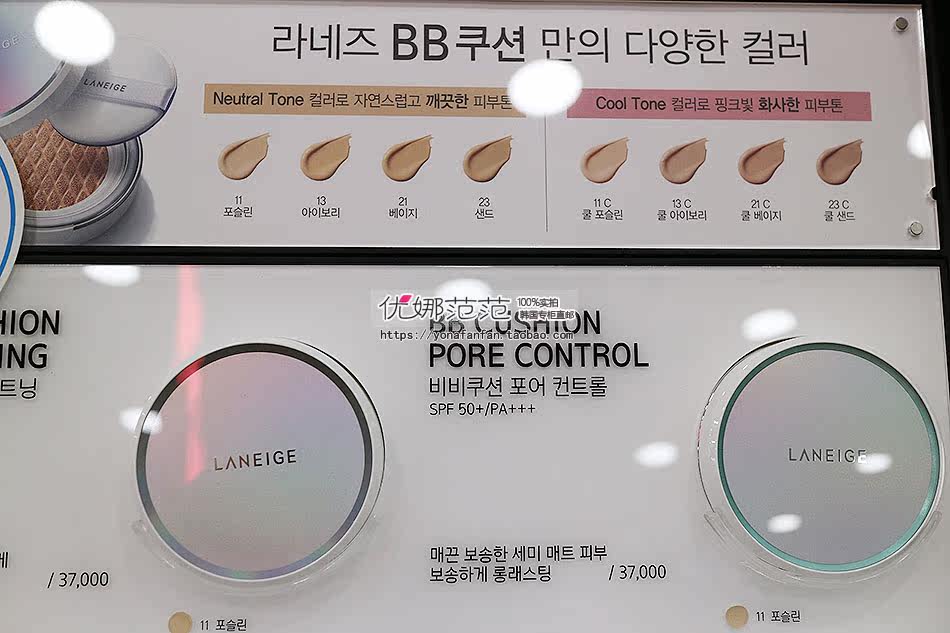 LANEIGE
라네즈 BB쿠션 만의 다양한 컬러
Neutral Tone 컬러로 자연스럽고 깨끗한 피부톤
Cool Tone 컬러로 핑크빛 화사한 피부톤
11
포슬린
13
아이보리
21
베이지
23
샌드
11 C
쿨 포슬린
13 C
쿨 아이보리
21 C
쿨 베이지
23 C
쿨 샌드
优娜范范 100%实拍
韩国专柜直邮
https://yonafanfan.taobao.com
HION
ING
트닝
LANEIGE
/ 37,000
11 포슬린
BB CUSHION
PORE CONTROL
비비쿠션 포어 컨트롤
SPF 50+/PA+++
LANEIGE
매끈 보송한 세미 매트 피부
보송하게 롱래스팅 / 37,000
11 포슬린